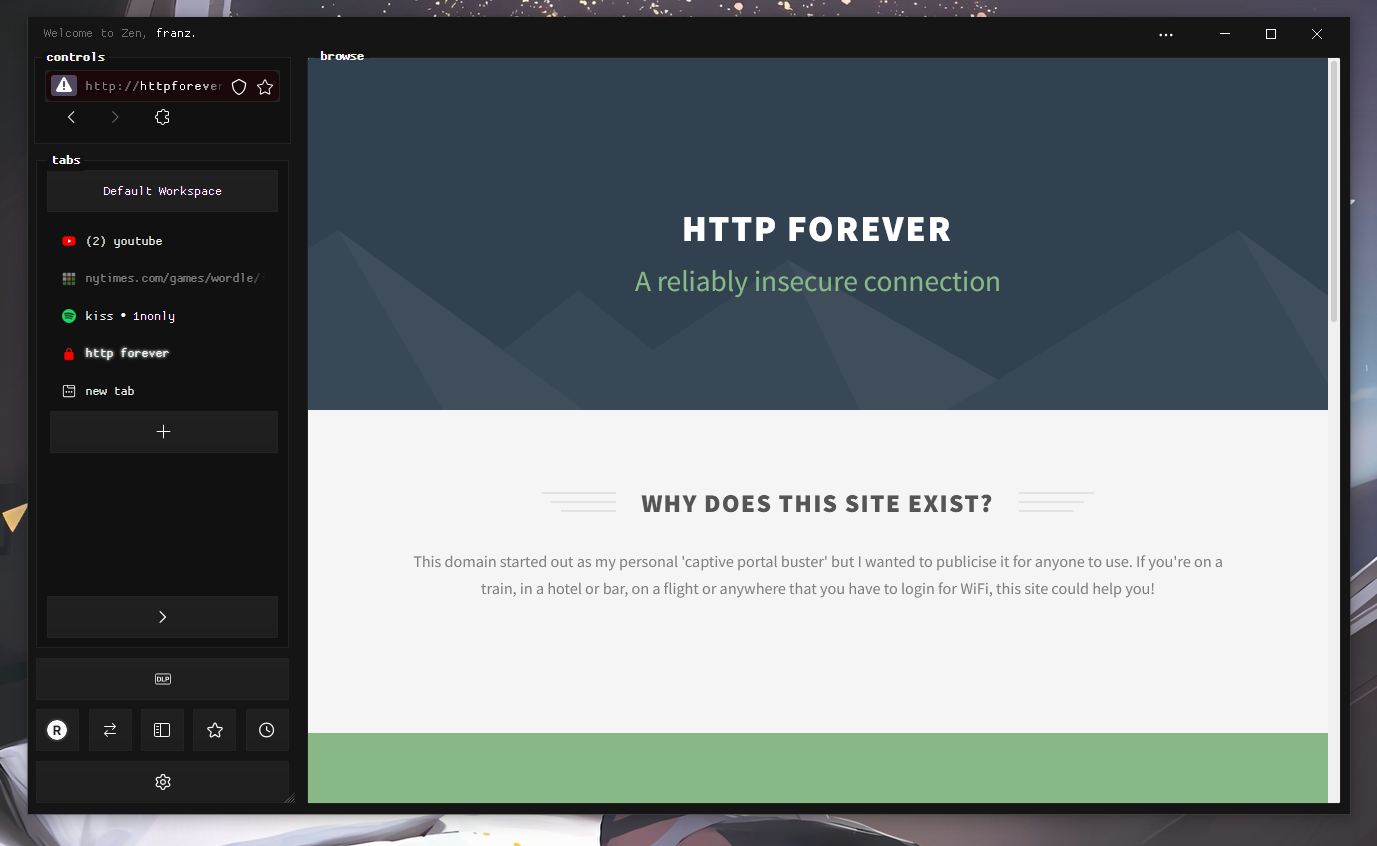 Welcome to Zen, franz.
controls
http://httpforever
tabs
Default Workspace
(2) youtube
nytimes.com/games/wordle/
kiss • 1nonly
http forever
new tab
DLP
R
browse
HTTP FOREVER
A reliably insecure connection
WHY DOES THIS SITE EXIST?
This domain started out as my personal 'captive portal buster' but I wanted to publicise it for anyone to use. If you're on a
train, in a hotel or bar, on a flight or anywhere that you have to login for WiFi, this site could help you!